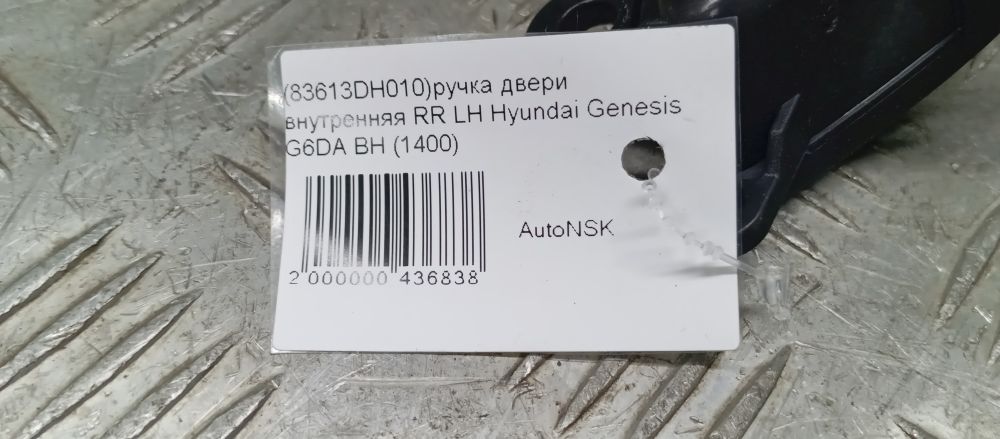 (83613DH010)ручка двери
внутренняя RR LH Hyundai Genesis
G6DA BH (1400)
AutoNSK
2 000000 436838